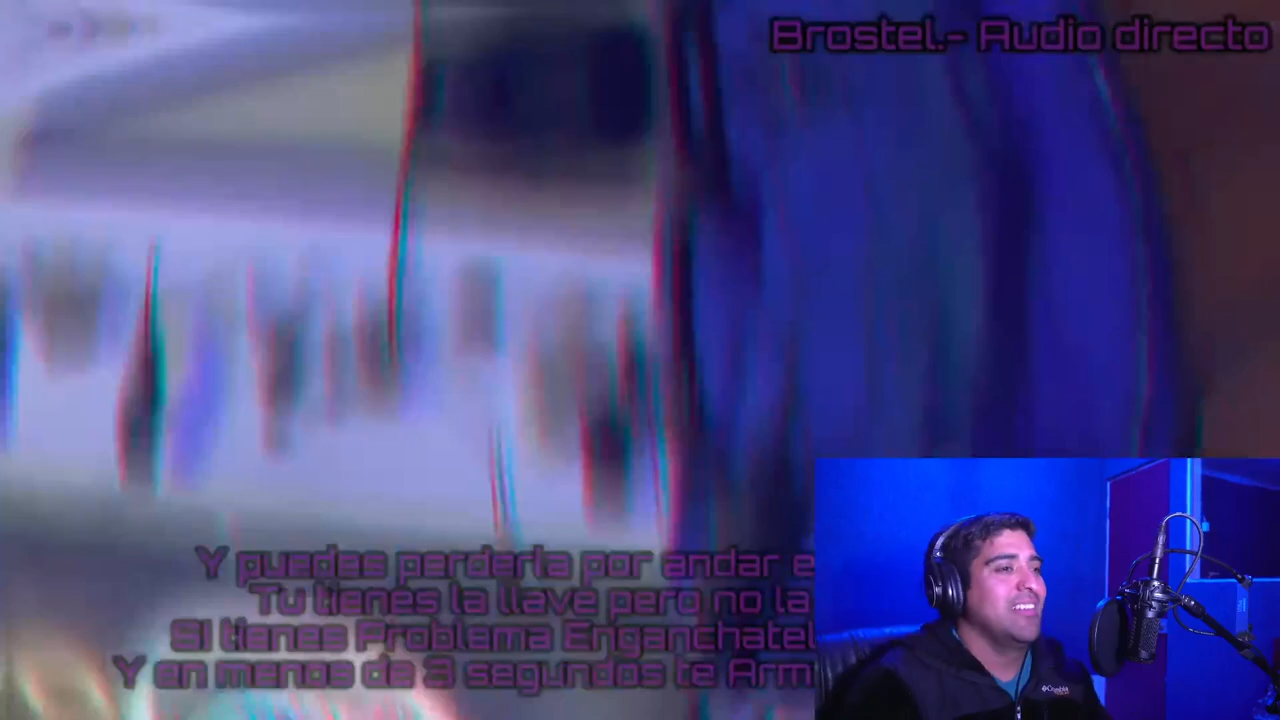 Brostel.- Audio directo
Y puedes perderla por andar e
Tu tienes la llave pero no la
SI tienes Problema Enganchatel
Y en menos de 3 segundos te Arm
Columbia